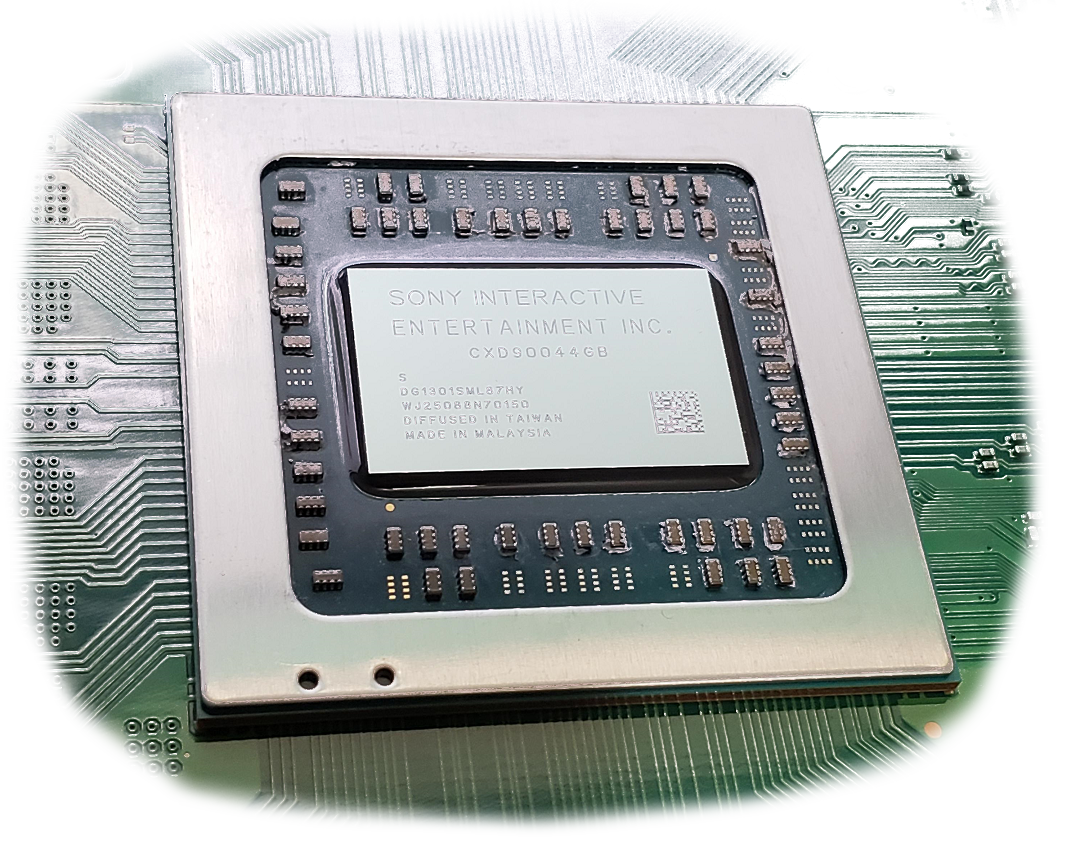 SONY INTERACTIVE
ENTERTAINMENT INC.
CXD90044GB
S
DG1301SML87HY
WJ25088N70150
DIFFUSED IN TAIWAN
MADE IN MALAYSIA